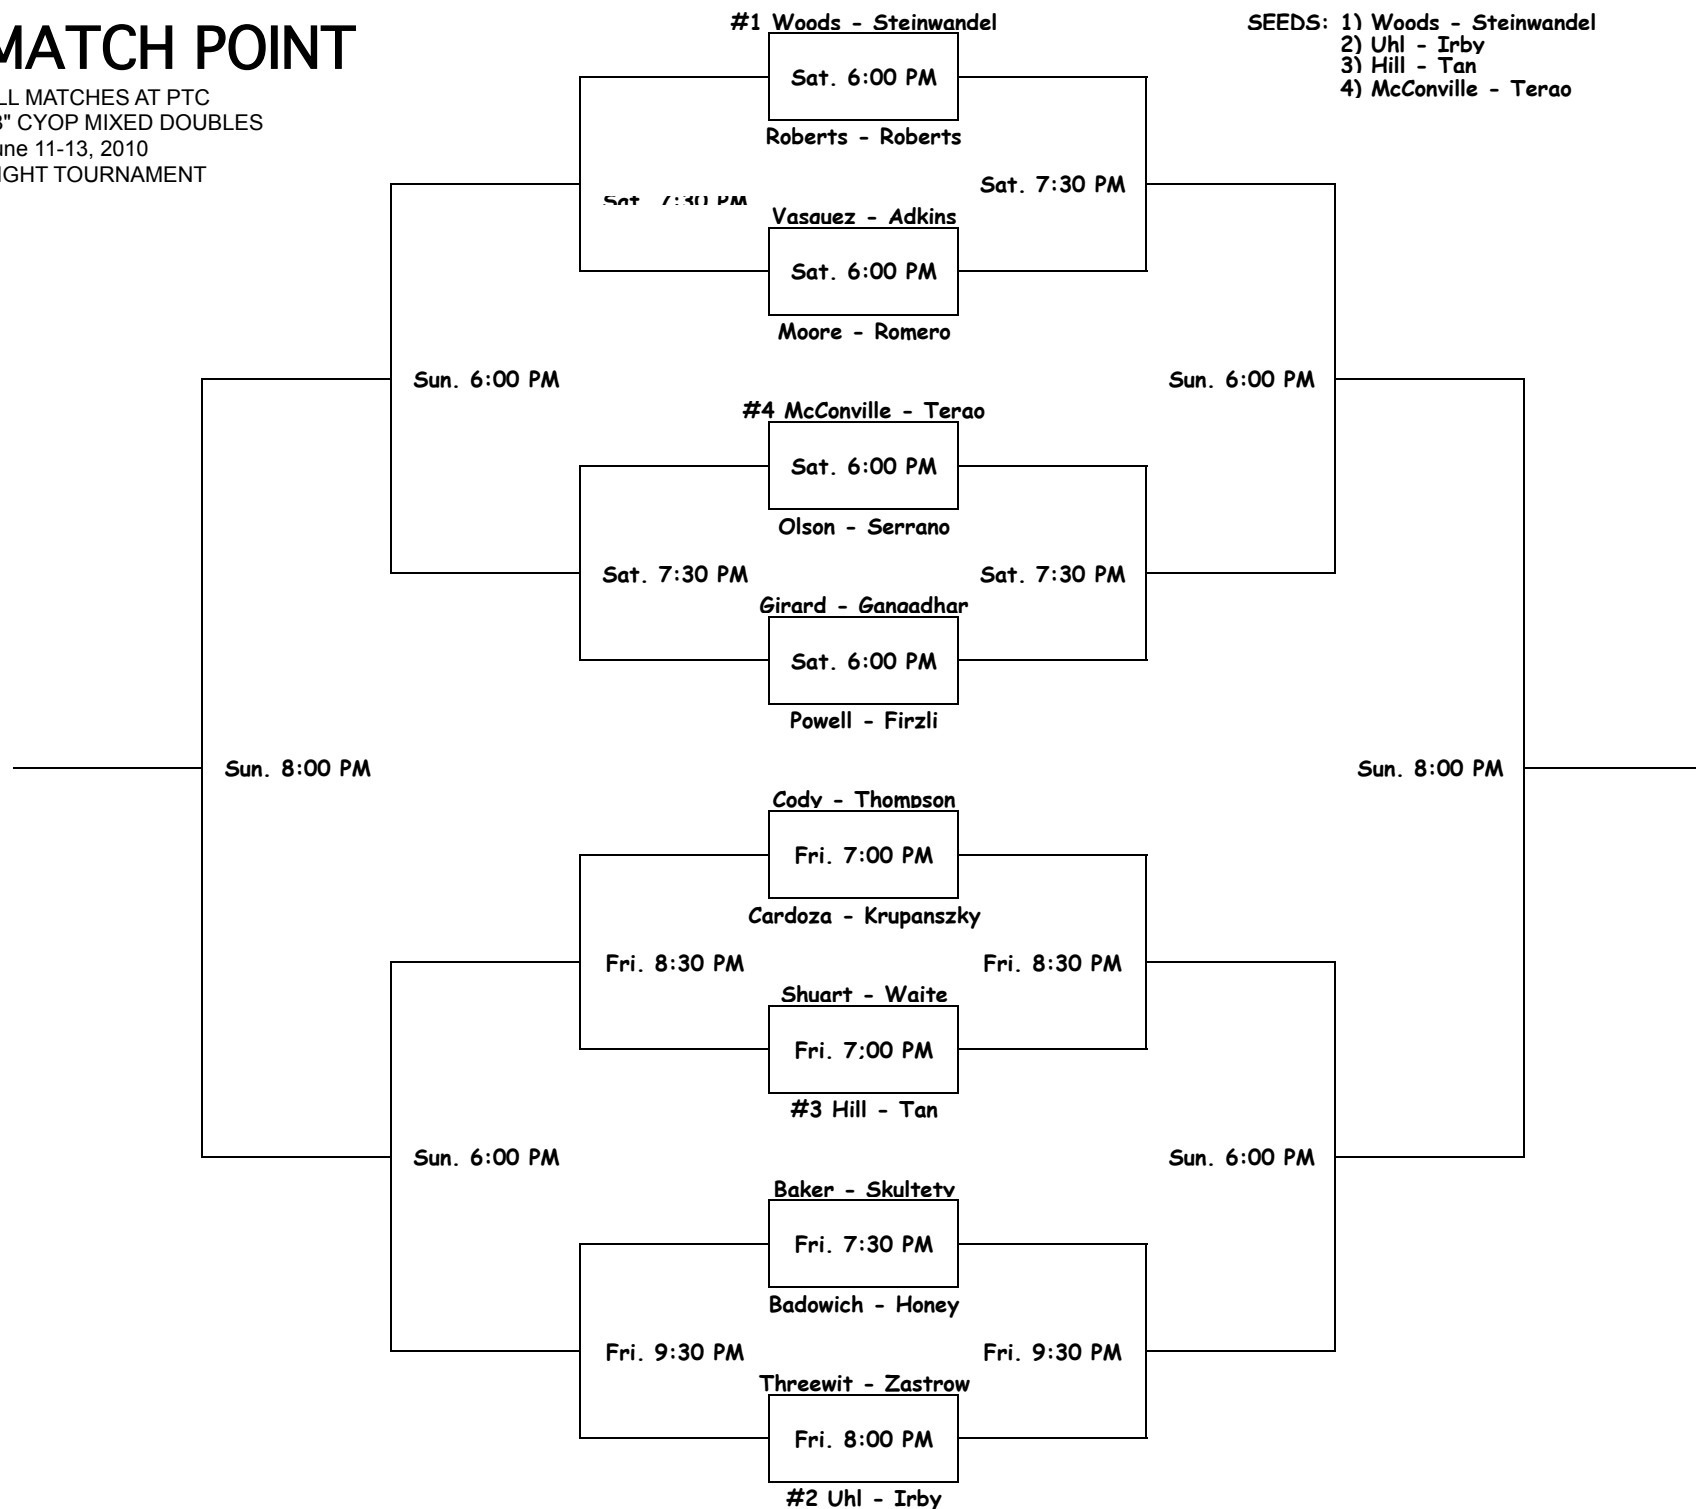 MATCH POINT
LL MATCHES AT PTC
3" CYOP MIXED DOUBLES
une 11-13, 2010
IGHT TOURNAMENT
#1 Woods - Steinwandel
SEEDS: 1) Woods - Steinwandel
2) Uhl - Irby
3) Hill - Tan
4) McConville - Terao
Sat. 6:00 PM
Roberts - Roberts
Sat. 7:30 PM
Sat. 7:30 PM
Vasquez - Adkins
Sat. 6:00 PM
Moore - Romero
Sun. 6:00 PM
Sun. 6:00 PM
#4 McConville - Terao
Sat. 6:00 PM
Olson - Serrano
Sat. 7:30 PM
Sat. 7:30 PM
Girard - Gangadhar
Sat. 6:00 PM
Powell - Firzli
Sun. 8:00 PM
Sun. 8:00 PM
Cody - Thompson
Fri. 7:00 PM
Cardoza - Krupanszky
Fri. 8:30 PM
Fri. 8:30 PM
Shuart - Waite
Fri. 7;00 PM
#3 Hill - Tan
Sun. 6:00 PM
Sun. 6:00 PM
Baker - Skultety
Fri. 7:30 PM
Badowich - Honey
Fri. 9:30 PM
Fri. 9:30 PM
Threewit - Zastrow
Fri. 8:00 PM
#2 Uhl - Irby